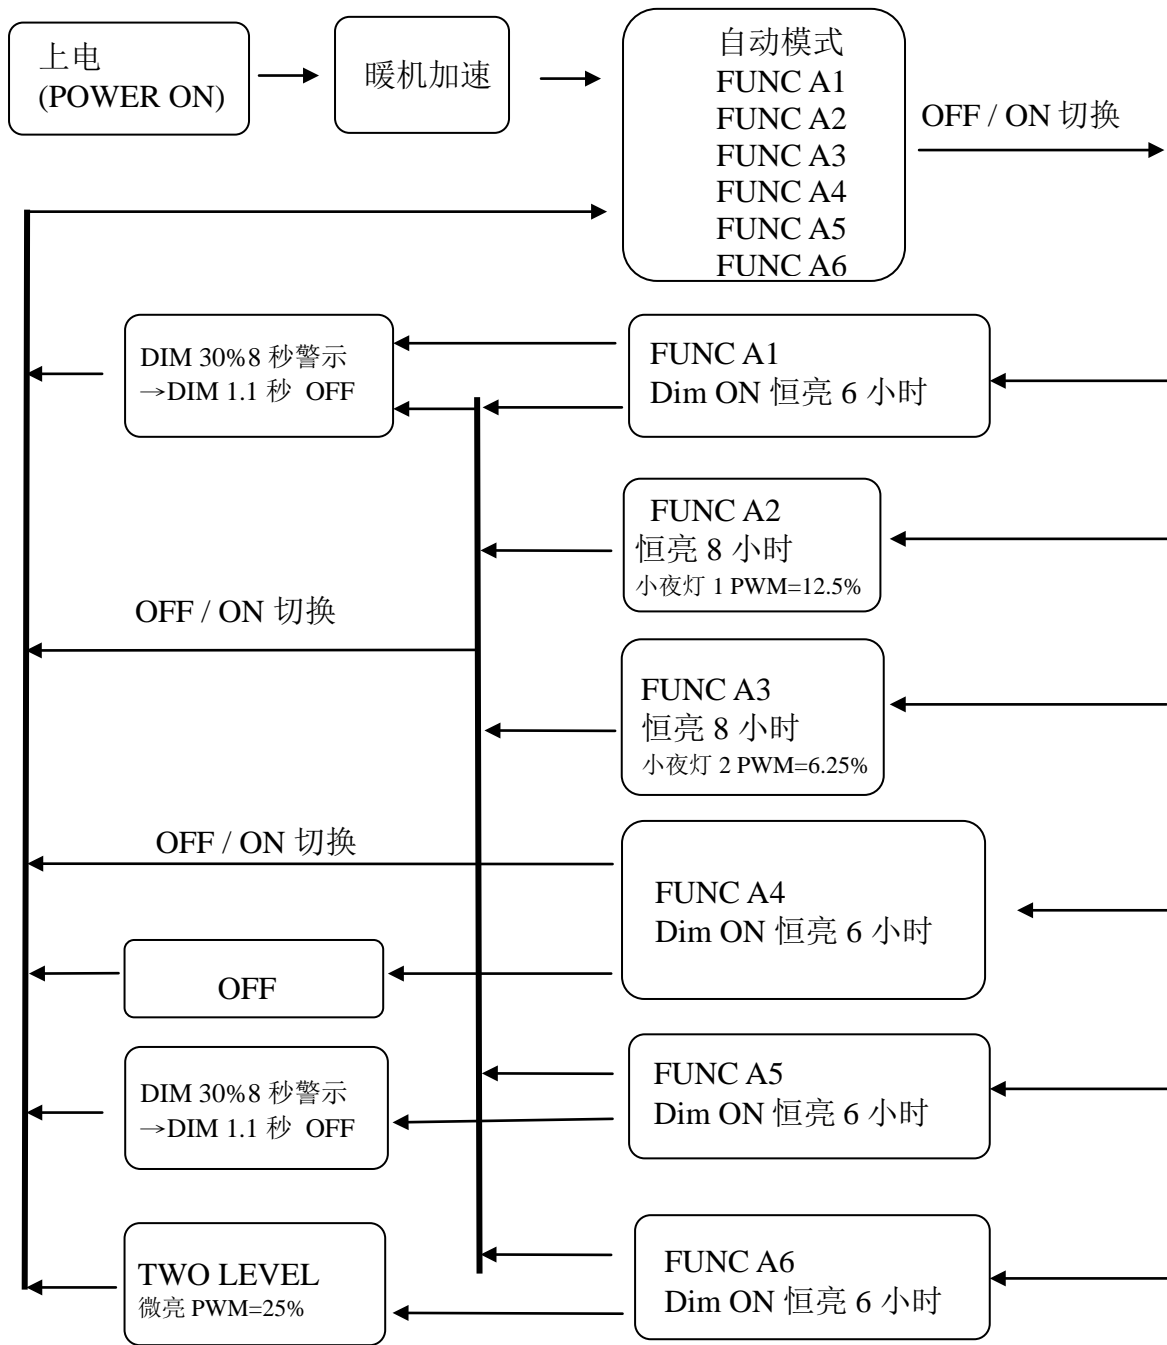 上电
(POWER ON)
暖机加速
自动模式
FUNC A1
FUNC A2
FUNC A3
FUNC A4
FUNC A5
FUNC A6
OFF / ON 切换
DIM 30%8 秒警示
→DIM 1.1 秒 OFF
FUNC A1
Dim ON 恒亮 6 小时
FUNC A2
恒亮 8 小时
小夜灯 1 PWM=12.5%
OFF / ON 切换
FUNC A3
恒亮 8 小时
小夜灯 2 PWM=6.25%
OFF / ON 切换
FUNC A4
Dim ON 恒亮 6 小时
OFF
DIM 30%8 秒警示
→DIM 1.1 秒 OFF
FUNC A5
Dim ON 恒亮 6 小时
TWO LEVEL
微亮 PWM=25%
FUNC A6
Dim ON 恒亮 6 小时